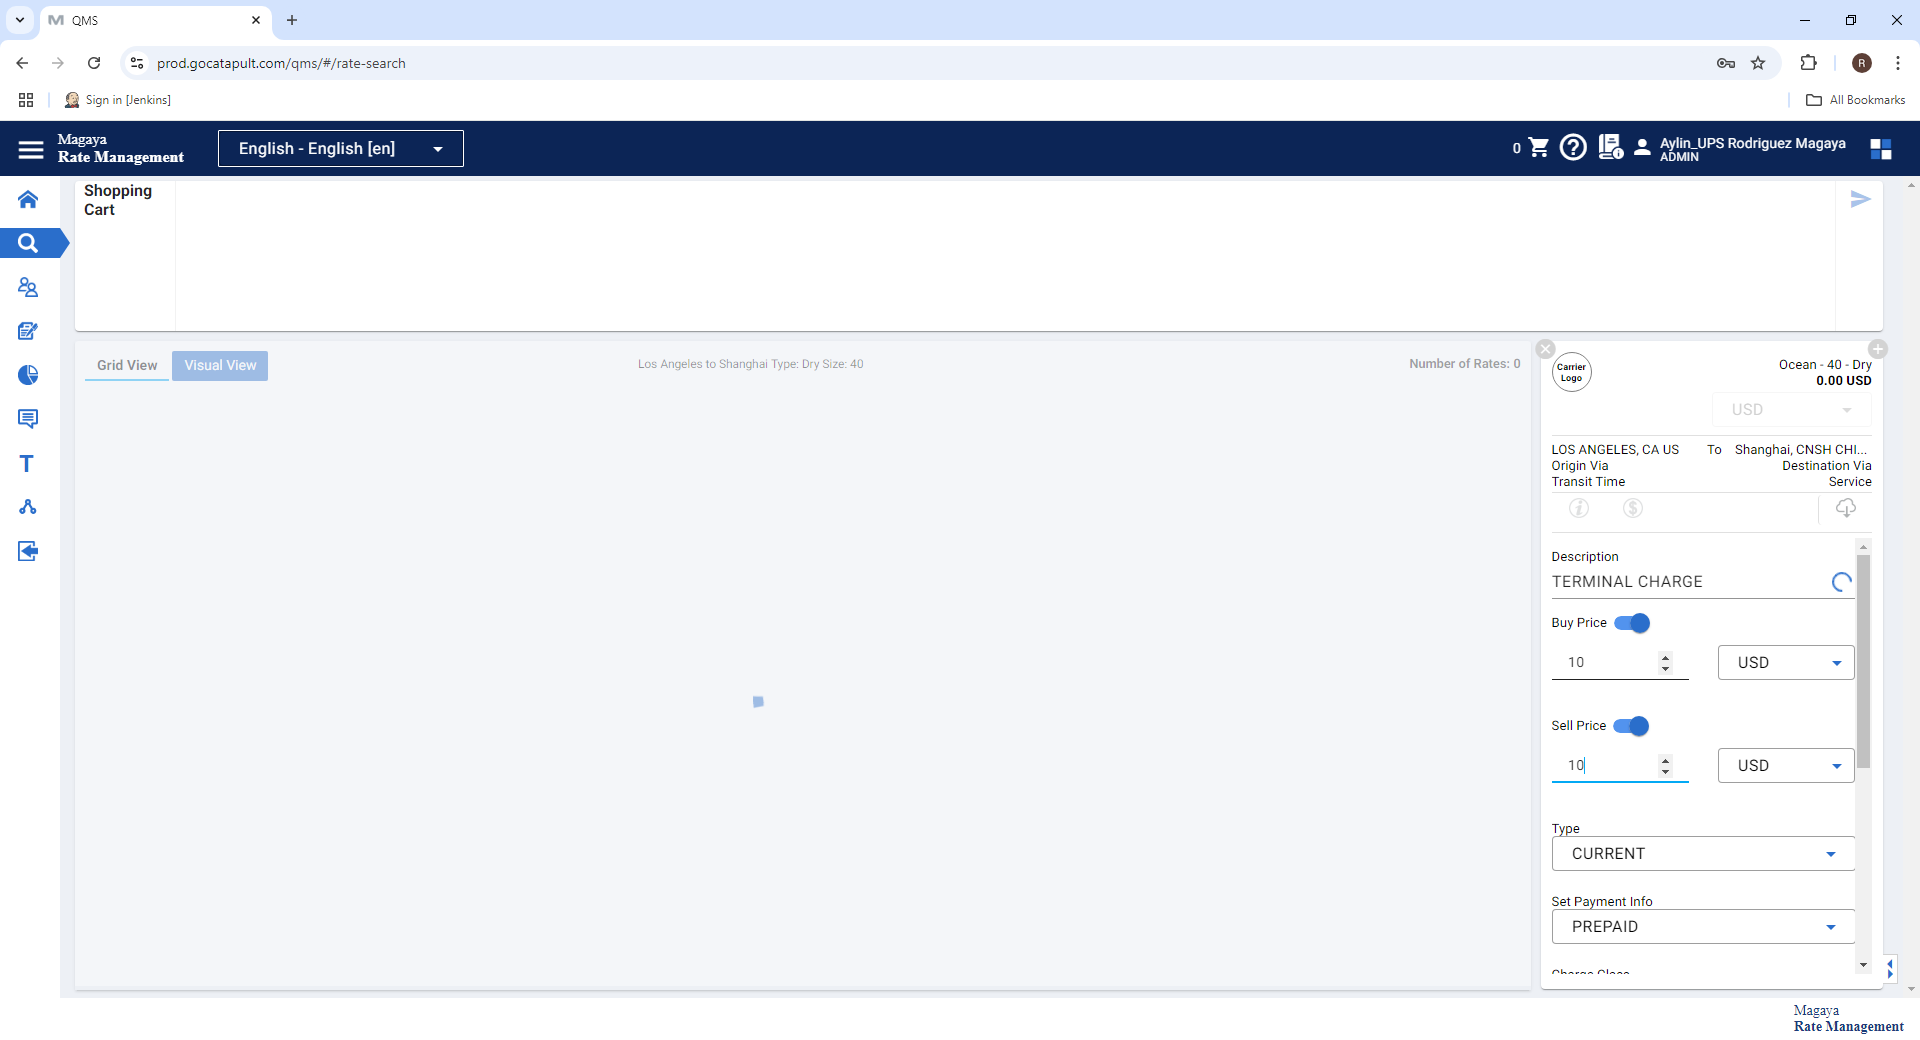 QMS
prod.gocatapult.com/qms/#/rate-search
R
Sign in [Jenkins]
All Bookmarks
Magaya
Rate Management
English - English [en]
0
Aylin_UPS Rodriguez Magaya
ADMIN
Shopping
Cart
Grid View
Visual View
Los Angeles to Shanghai Type: Dry Size: 40
Number of Rates: 0
Carrier
Logo
Ocean - 40 - Dry
0.00 USD
USD
LOS ANGELES, CA US To Shanghai, CNSH CHI...
Origin Via Destination Via
Transit Time Service
Description
TERMINAL CHARGE
Buy Price
10 USD
Sell Price
10 USD
Type
CURRENT
Set Payment Info
PREPAID
Charge Class
Magaya
Rate Management